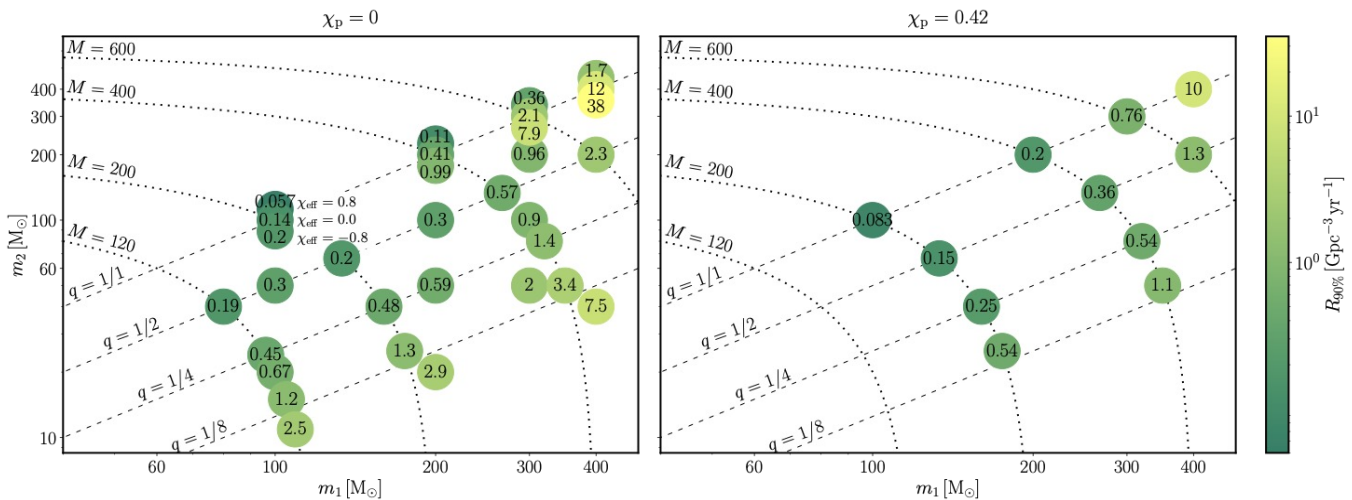 χp = 0
M = 600
M = 400
M = 200
M = 120
q = 1/1
q = 1/2
q = 1/4
q = 1/8
1.7
12
38
0.36
2.1
7.9
0.96
2.3
0.11
0.41
0.99
0.57
0.057
χeff = 0.8
0.14
χeff = 0.0
0.2
χeff = −0.8
0.3
0.9
1.4
0.2
0.3
0.59
2
3.4
7.5
0.19
0.48
0.45
0.67
1.3
2.9
1.2
2.5
400
300
200
100
60
10
m2 [M⊙]
60
100
200
300
400
m1 [M⊙]
χp = 0.42
M = 600
M = 400
M = 200
M = 120
q = 1/1
q = 1/2
q = 1/4
q = 1/8
10
0.76
0.2
1.3
0.36
0.083
0.54
0.15
1.1
0.25
0.54
60
100
200
300
400
m1 [M⊙]
10¹
10⁰
R90% [Gpc⁻³ yr⁻¹]